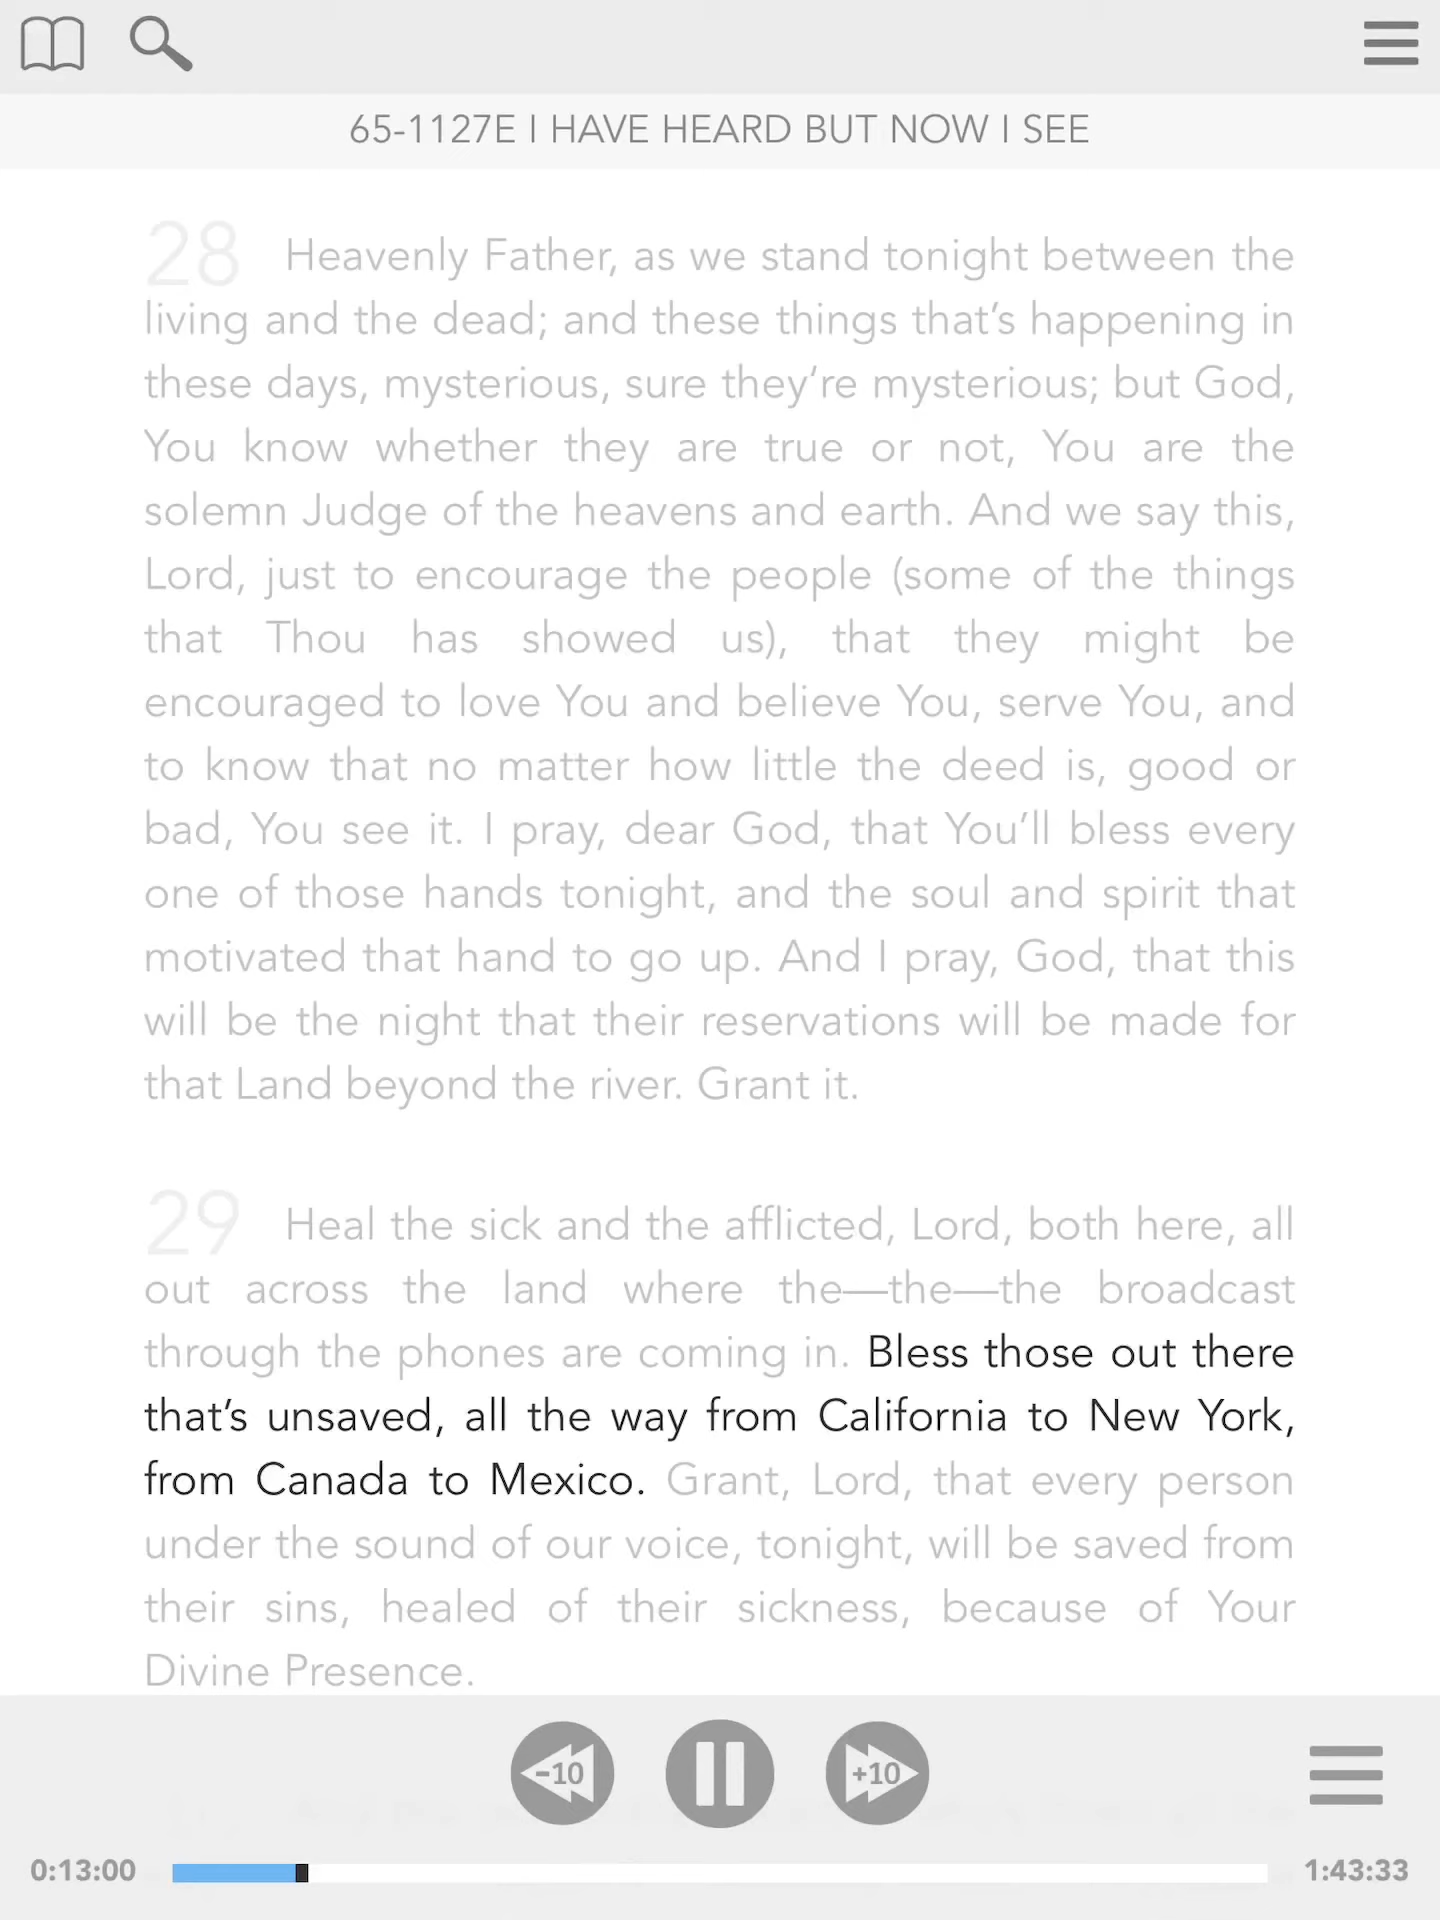 65-1127E I HAVE HEARD BUT NOW I SEE
28 Heavenly Father, as we stand tonight between the
living and the dead; and these things that’s happening in
these days, mysterious, sure they’re mysterious; but God,
You know whether they are true or not, You are the
solemn Judge of the heavens and earth. And we say this,
Lord, just to encourage the people (some of the things
that Thou has showed us), that they might be
encouraged to love You and believe You, serve You, and
to know that no matter how little the deed is, good or
bad, You see it. I pray, dear God, that You’ll bless every
one of those hands tonight, and the soul and spirit that
motivated that hand to go up. And I pray, God, that this
will be the night that their reservations will be made for
that Land beyond the river. Grant it.
29 Heal the sick and the afflicted, Lord, both here, all
out across the land where the—the—the broadcast
through the phones are coming in. Bless those out there
that’s unsaved, all the way from California to New York,
from Canada to Mexico. Grant, Lord, that every person
under the sound of our voice, tonight, will be saved from
their sins, healed of their sickness, because of Your
Divine Presence.
-10 +10
0:13:00 1:43:33